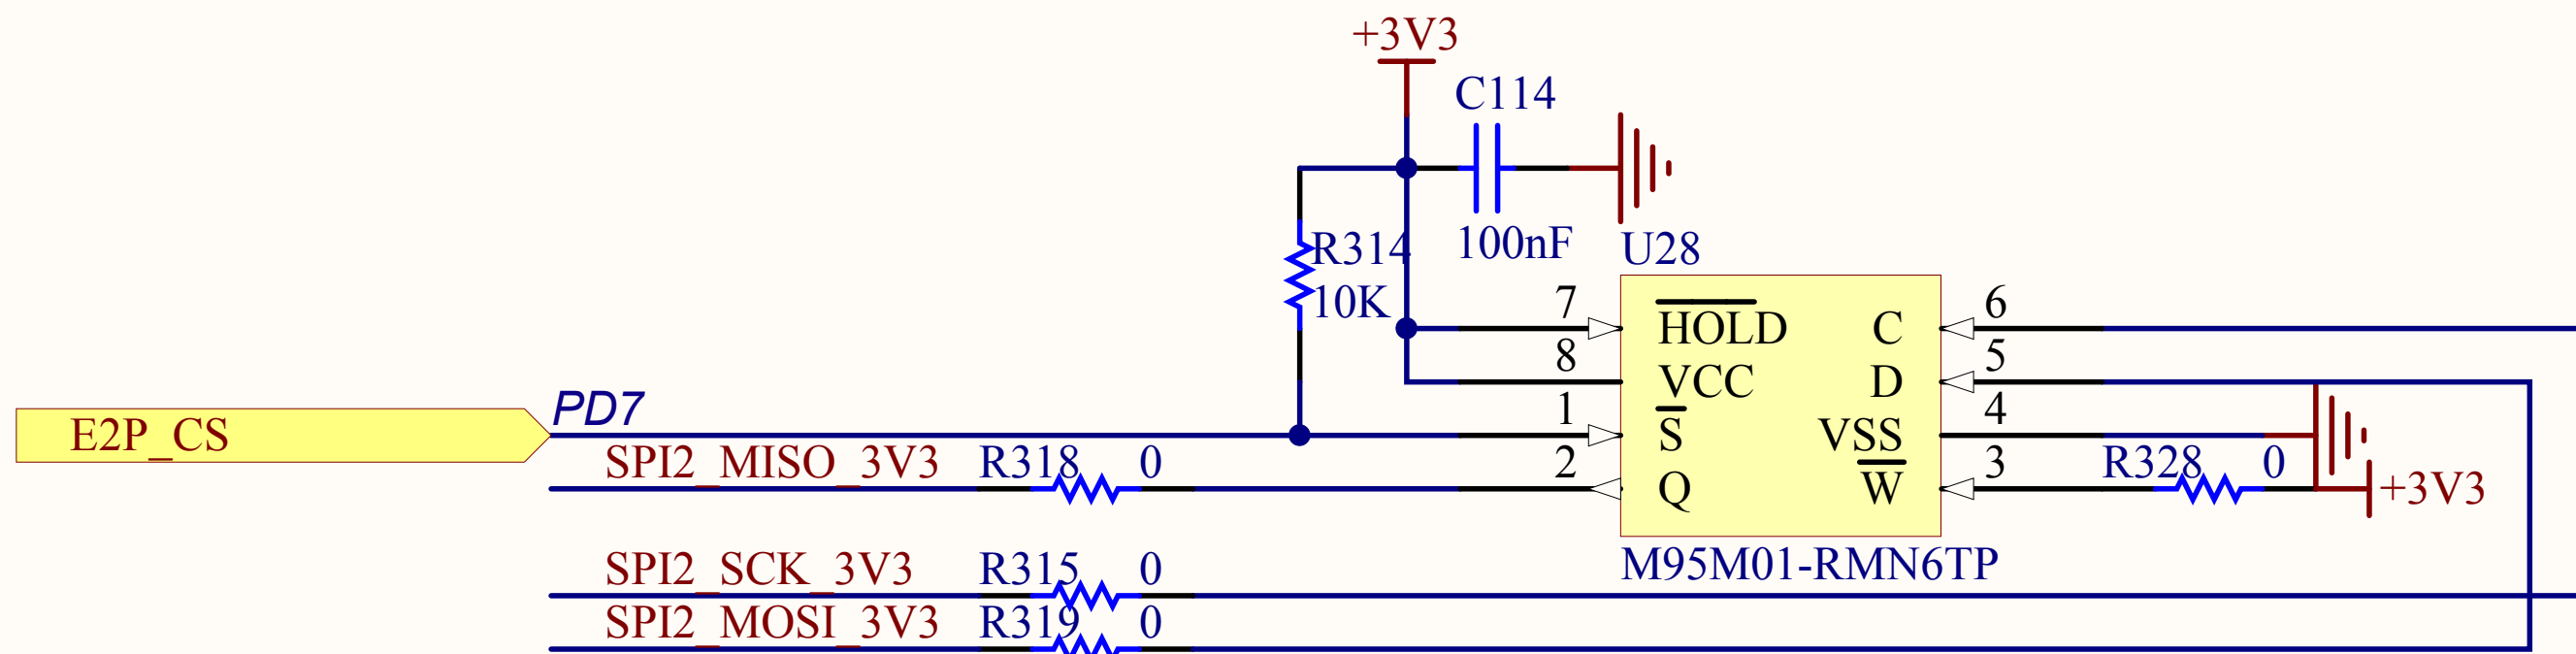 +3V3
C114
R314
10K
100nF
U28
7
HOLD
C
6
8
VCC
D
5
E2P_CS
PD7
1
S
VSS
4
SPI2_MISO_3V3
R318
0
2
Q
W
3
R328
0
+3V3
SPI2_SCK_3V3
R315
0
M95M01-RMN6TP
SPI2_MOSI_3V3
R319
0